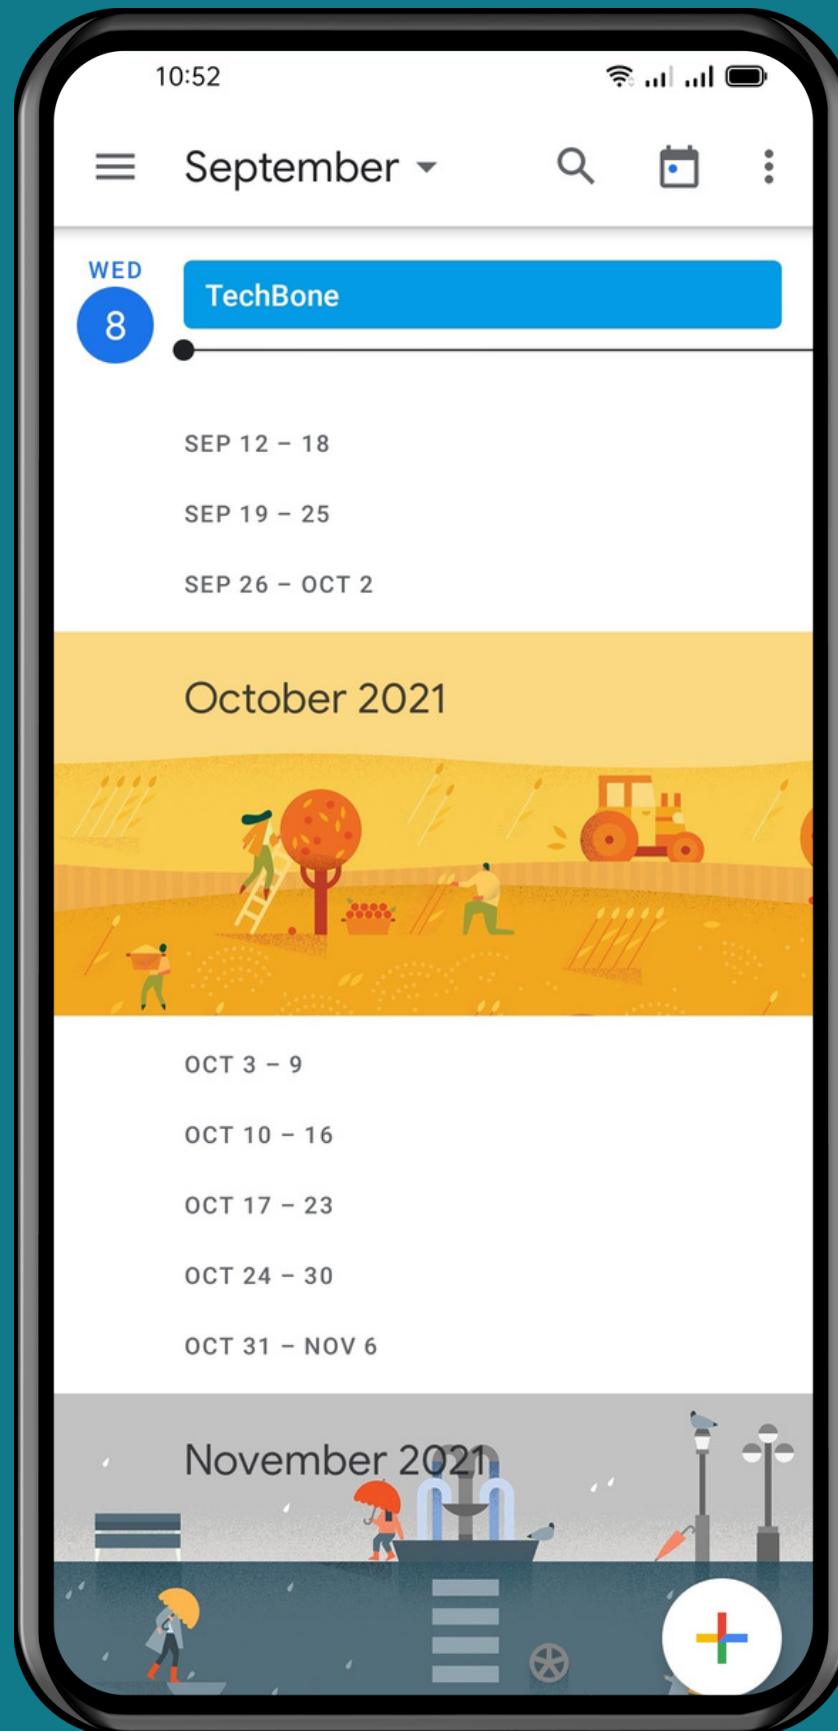 10:52
September
WED
8
TechBone
SEP 12 – 18
SEP 19 – 25
SEP 26 – OCT 2
October 2021
OCT 3 – 9
OCT 10 – 16
OCT 17 – 23
OCT 24 – 30
OCT 31 – NOV 6
November 2021